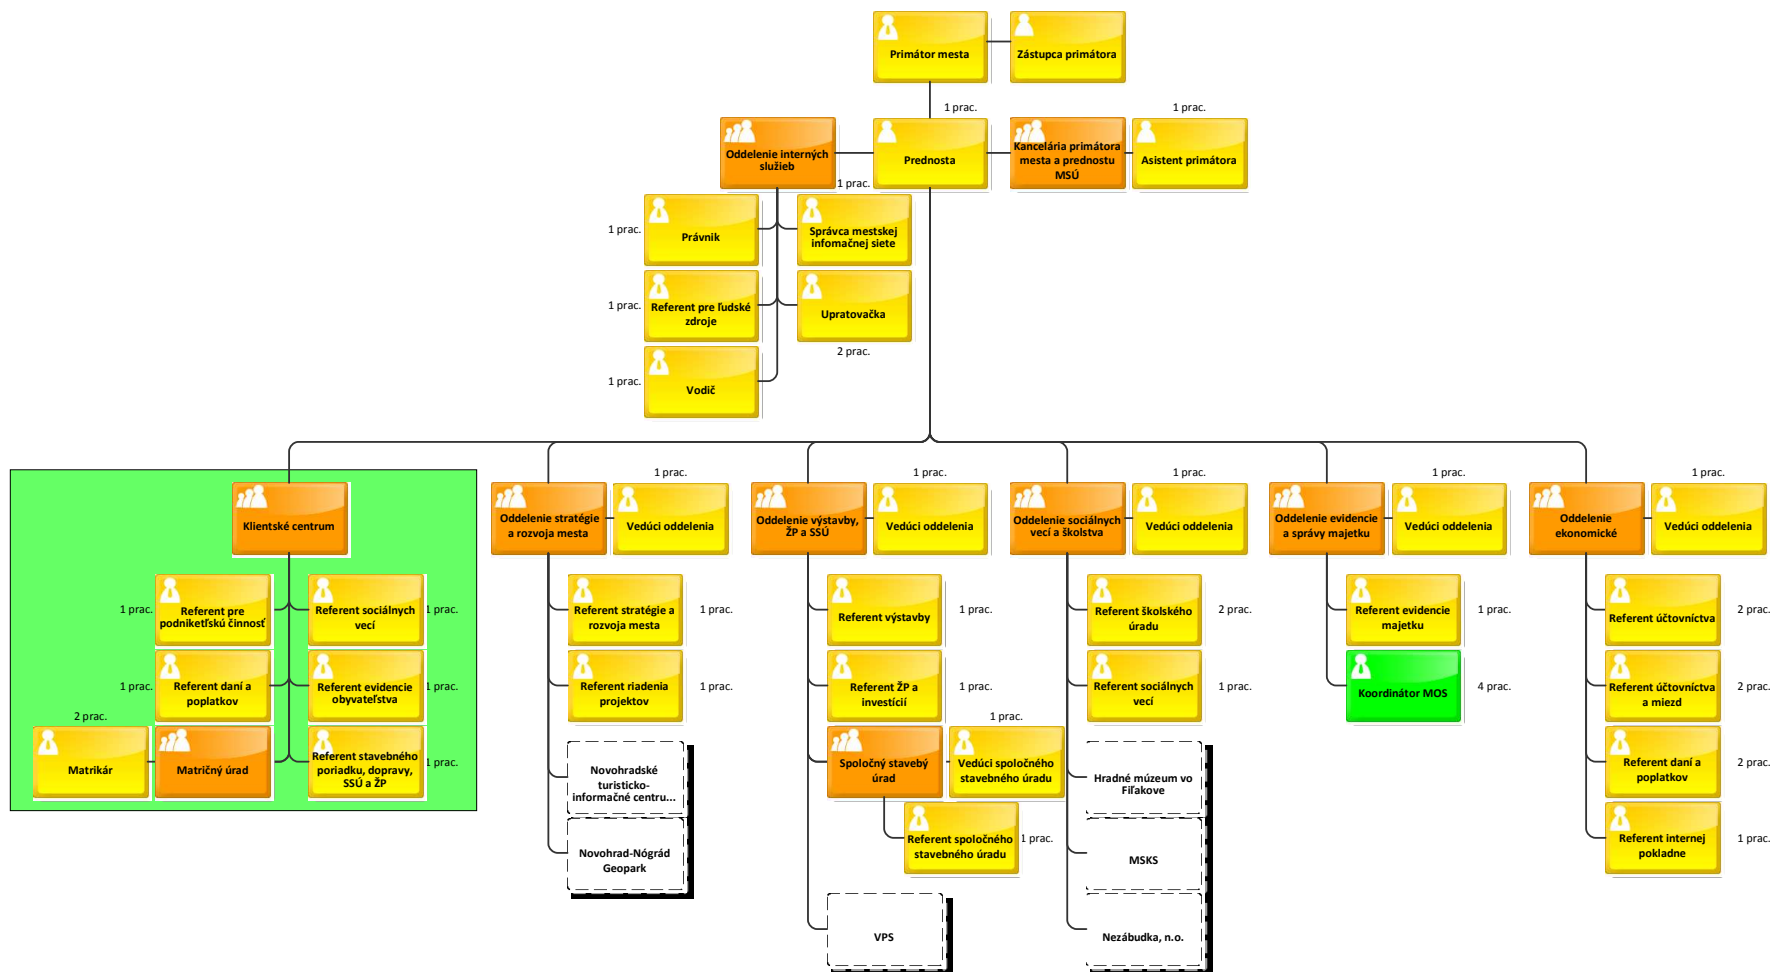 Primátor mesta
Zástupca primátora
1 prac.
1 prac.
Oddelenie interných
služieb
Prednosta
Kancelária primátora
mesta a prednostu
MSÚ
Asistent primátora
1 prac.
1 prac.
Právnik
Správca mestskej
infomačnej siete
1 prac.
Referent pre ľudské
zdroje
Upratovačka
2 prac.
1 prac.
Vodič
Klientské centrum
1 prac.
Referent pre
podniketľskú činnosť
Referent sociálnych
vecí
1 prac.
1 prac.
Referent daní a
poplatkov
Referent evidencie
obyvateľstva
1 prac.
2 prac.
Matrikár
Matričný úrad
Referent stavebného
poriadku, dopravy,
SSÚ a ŽP
1 prac.
1 prac.
Oddelenie stratégie
a rozvoja mesta
Vedúci oddelenia
Referent stratégie a
rozvoja mesta
1 prac.
Referent riadenia
projektov
1 prac.
Novohradské
turisticko-
informačné centru...
Novohrad-Nógrád
Geopark
1 prac.
Oddelenie výstavby,
ŽP a SSÚ
Vedúci oddelenia
Referent výstavby
1 prac.
Referent ŽP a
investícií
1 prac.
1 prac.
Spoločný stavebý
úrad
Vedúci spoločného
stavebného úradu
Referent spoločného
stavebného úradu
1 prac.
VPS
1 prac.
Oddelenie sociálnych
vecí a školstva
Vedúci oddelenia
Referent školského
úradu
2 prac.
Referent sociálnych
vecí
1 prac.
Hradné múzeum vo
Fiľakove
MSKS
Nezábudka, n.o.
1 prac.
Oddelenie evidencie
a správy majetku
Vedúci oddelenia
Referent evidencie
majetku
1 prac.
Koordinátor MOS
4 prac.
1 prac.
Oddelenie
ekonomické
Vedúci oddelenia
Referent účtovníctva
2 prac.
Referent účtovníctva
a miezd
2 prac.
Referent daní a
poplatkov
2 prac.
Referent internej
pokladne
1 prac.